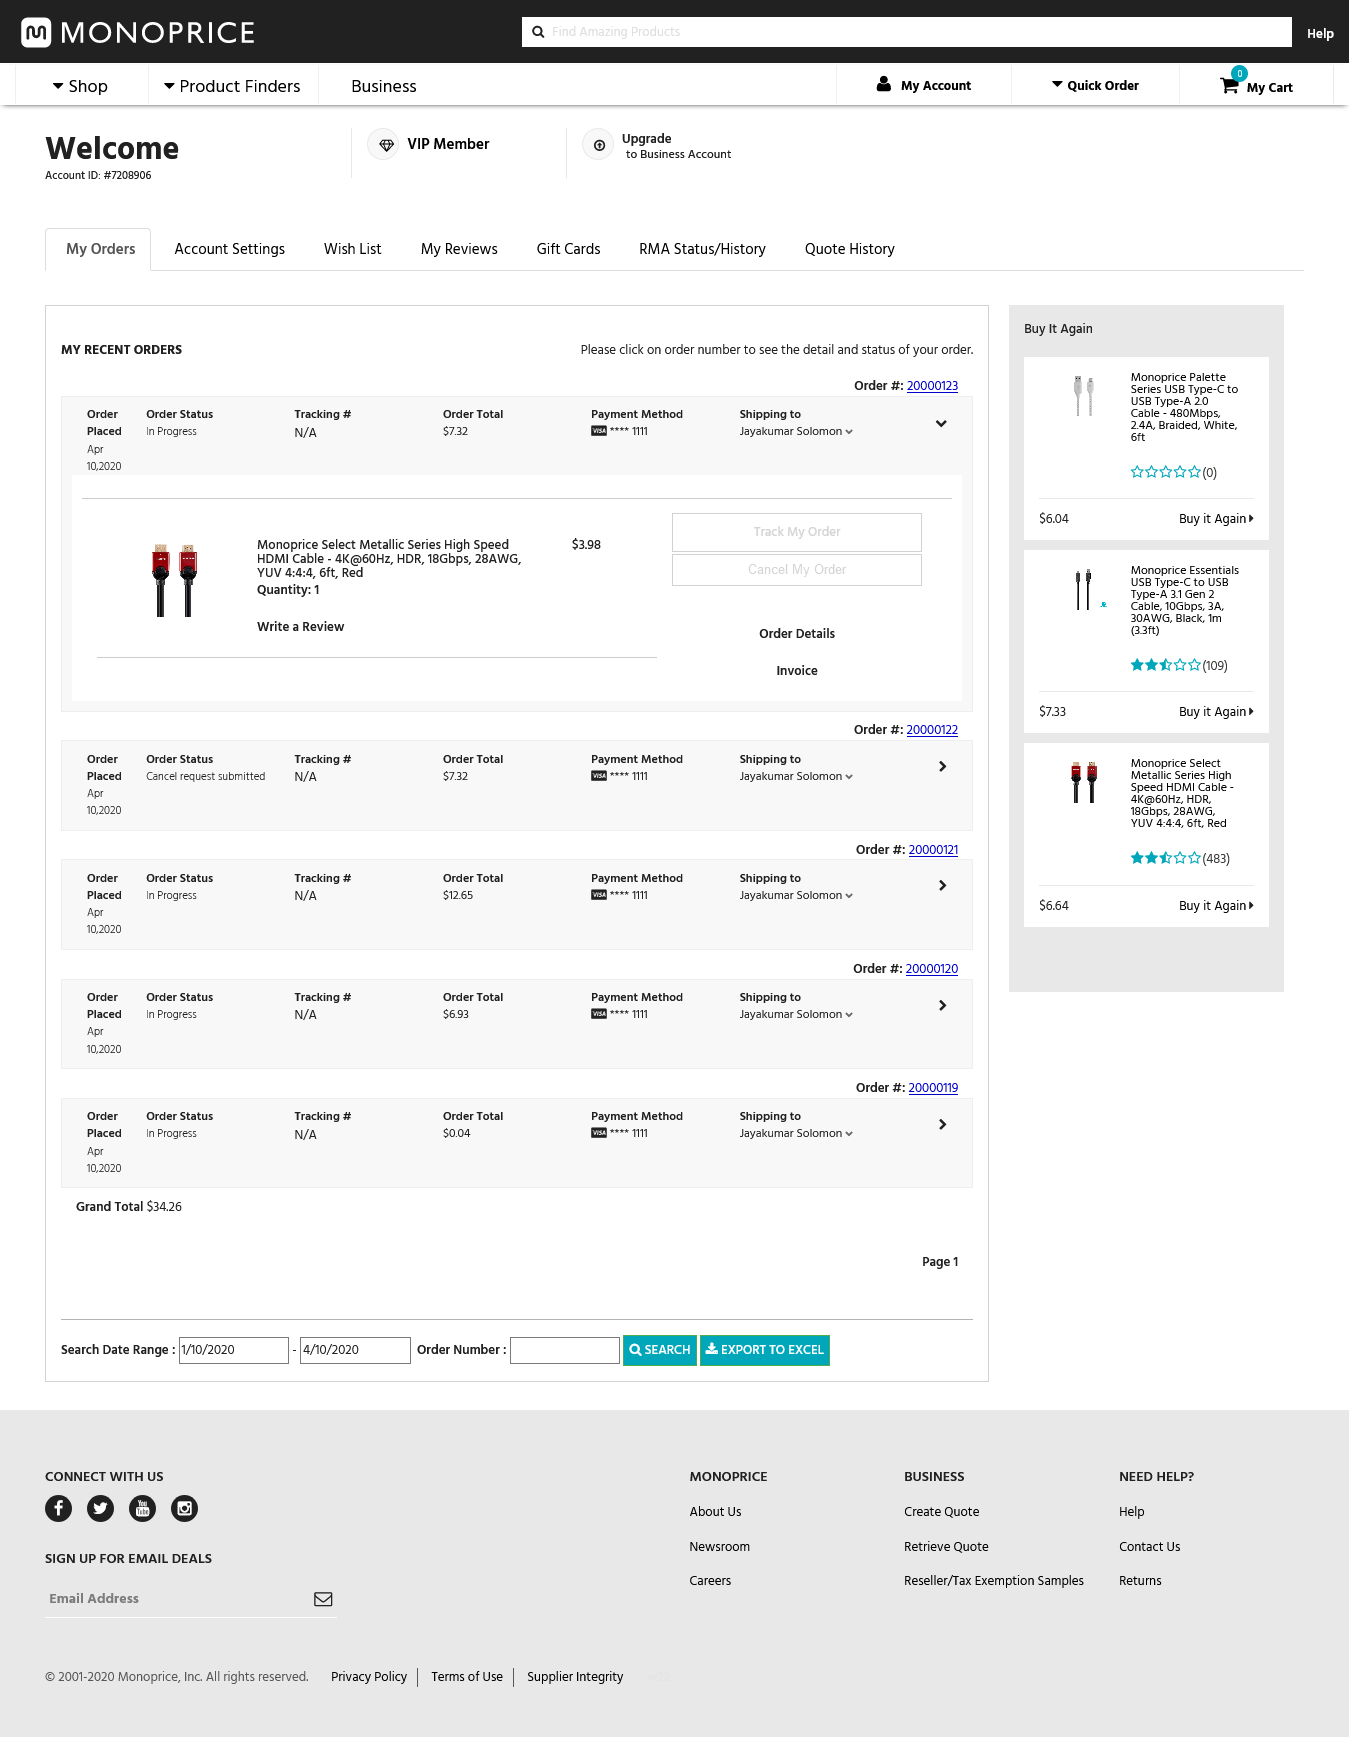 MONOPRICE
Find Amazing Products
Help
Shop
Product Finders
Business
My Account
Quick Order
0
My Cart
Welcome
Account ID: #7208906
VIP Member
Upgrade
to Business Account
My Orders
Account Settings
Wish List
My Reviews
Gift Cards
RMA Status/History
Quote History
MY RECENT ORDERS
Please click on order number to see the detail and status of your order.
Order #: 20000123
Order Placed
Apr 10,2020
Order Status
In Progress
Tracking #
N/A
Order Total
$7.32
Payment Method
VISA **** 1111
Shipping to
Jayakumar Solomon
Monoprice Select Metallic Series High Speed
HDMI Cable - 4K@60Hz, HDR, 18Gbps, 28AWG,
YUV 4:4:4, 6ft, Red
Quantity: 1
Write a Review
$3.98
Track My Order
Cancel My Order
Order Details
Invoice
Order #: 20000122
Order Placed
Apr 10,2020
Order Status
Cancel request submitted
Tracking #
N/A
Order Total
$7.32
Payment Method
VISA **** 1111
Shipping to
Jayakumar Solomon
Order #: 20000121
Order Placed
Apr 10,2020
Order Status
In Progress
Tracking #
N/A
Order Total
$12.65
Payment Method
VISA **** 1111
Shipping to
Jayakumar Solomon
Order #: 20000120
Order Placed
Apr 10,2020
Order Status
In Progress
Tracking #
N/A
Order Total
$6.93
Payment Method
VISA **** 1111
Shipping to
Jayakumar Solomon
Order #: 20000119
Order Placed
Apr 10,2020
Order Status
In Progress
Tracking #
N/A
Order Total
$0.04
Payment Method
VISA **** 1111
Shipping to
Jayakumar Solomon
Grand Total $34.26
Page 1
Search Date Range : 1/10/2020 - 4/10/2020 Order Number : SEARCH EXPORT TO EXCEL
Buy It Again
Monoprice Palette
Series USB Type-C to
USB Type-A 2.0
Cable - 480Mbps,
2.4A, Braided, White,
6ft
(0)
$6.04
Buy it Again
Monoprice Essentials
USB Type-C to USB
Type-A 3.1 Gen 2
Cable, 10Gbps, 3A,
30AWG, Black, 1m
(3.3ft)
(109)
$7.33
Buy it Again
Monoprice Select
Metallic Series High
Speed HDMI Cable -
4K@60Hz, HDR,
18Gbps, 28AWG,
YUV 4:4:4, 6ft, Red
(483)
$6.64
Buy it Again
CONNECT WITH US
You Tube
SIGN UP FOR EMAIL DEALS
Email Address
MONOPRICE
About Us
Newsroom
Careers
BUSINESS
Create Quote
Retrieve Quote
Reseller/Tax Exemption Samples
NEED HELP?
Help
Contact Us
Returns
© 2001-2020 Monoprice, Inc. All rights reserved.
Privacy Policy
Terms of Use
Supplier Integrity